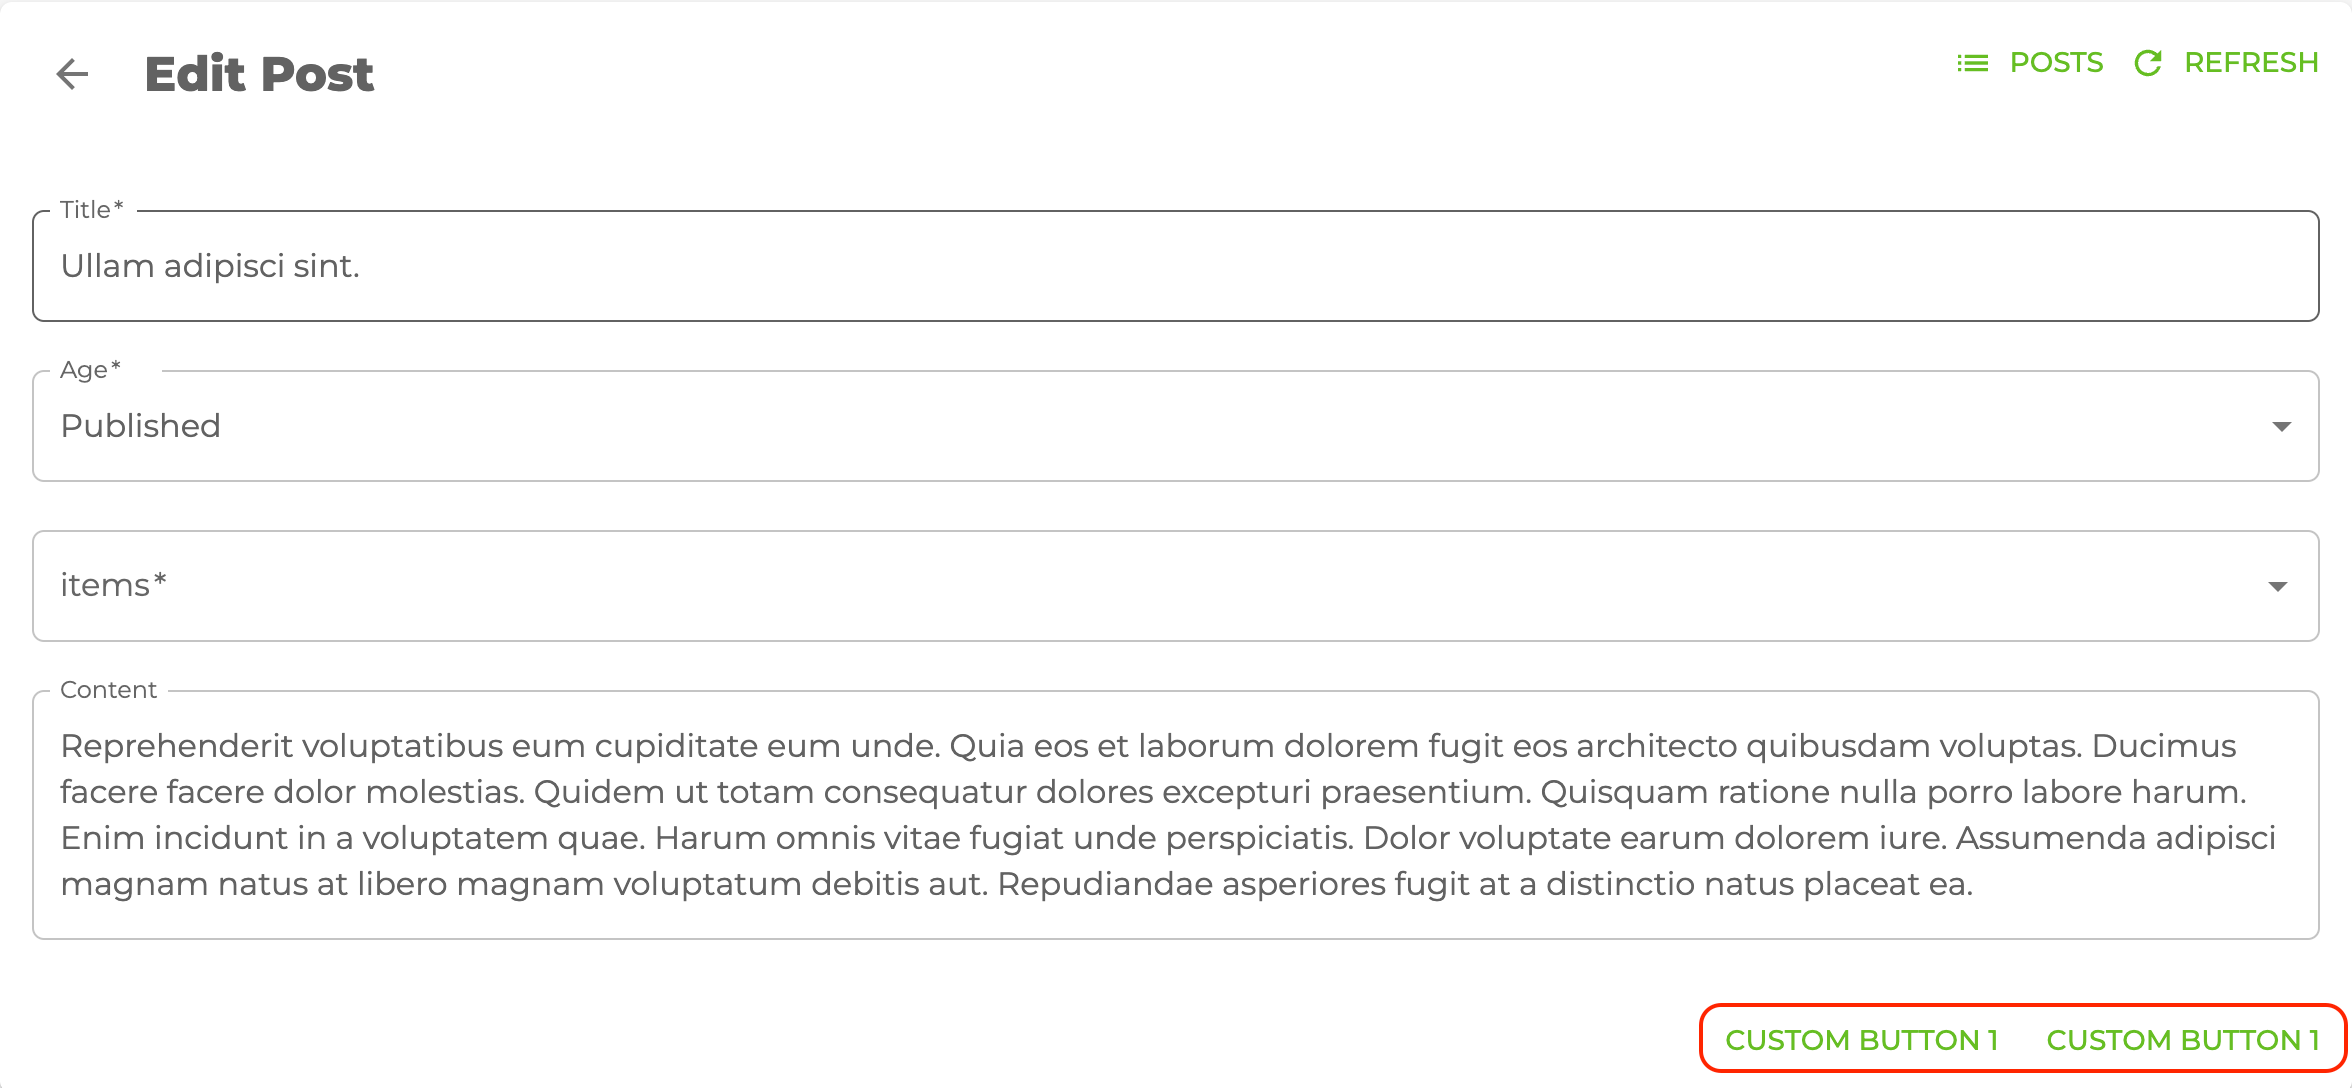 Edit Post
POSTS REFRESH
Title*
Ullam adipisci sint.
Age*
Published
items*
Content
Reprehenderit voluptatibus eum cupiditate eum unde. Quia eos et laborum dolorem fugit eos architecto quibusdam voluptas. Ducimus
facere facere dolor molestias. Quidem ut totam consequatur dolores excepturi praesentium. Quisquam ratione nulla porro labore harum.
Enim incidunt in a voluptatem quae. Harum omnis vitae fugiat unde perspiciatis. Dolor voluptate earum dolorem iure. Assumenda adipisci
magnam natus at libero magnam voluptatum debitis aut. Repudiandae asperiores fugit at a distinctio natus placeat ea.
CUSTOM BUTTON 1 CUSTOM BUTTON 1